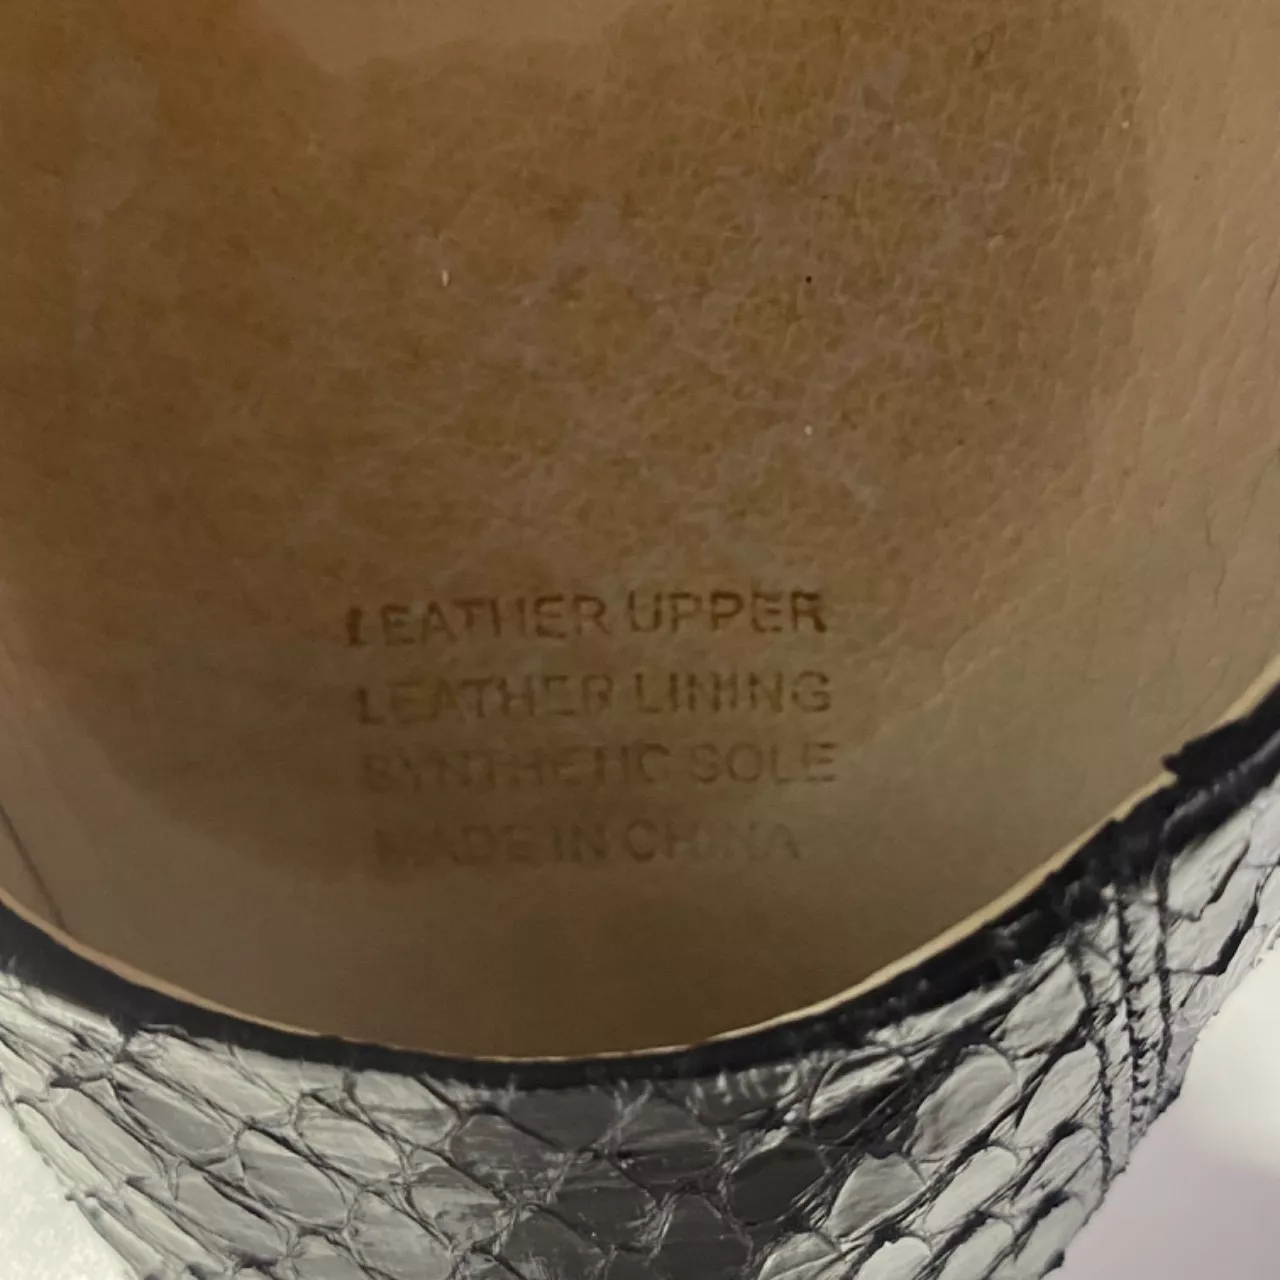 LEATHER UPPER
LEATHER LINING
SYNTHETIC SOLE
MADE IN CHINA